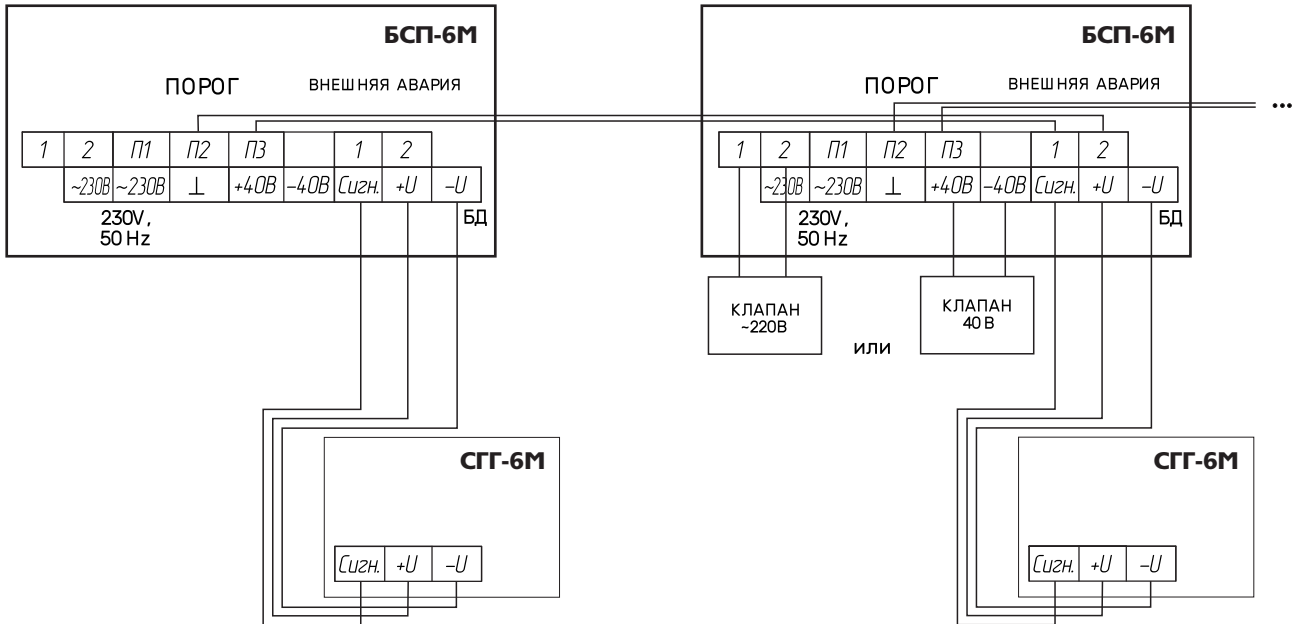 БСП-6М
ПОРОГ ВНЕШНЯЯ АВАРИЯ
1 2 П1 П2 П3 1 2
~230В ~230В ⊥ +40В -40В Сигн. +U -U
230V, 50 Hz
БД
СГГ-6М
Сигн. +U -U
БСП-6М
ПОРОГ ВНЕШНЯЯ АВАРИЯ
...
1 2 П1 П2 П3 1 2
~230В ~230В ⊥ +40В -40В Сигн. +U -U
230V, 50 Hz
БД
КЛАПАН
~220В
или
КЛАПАН
40 В
СГГ-6М
Сигн. +U -U